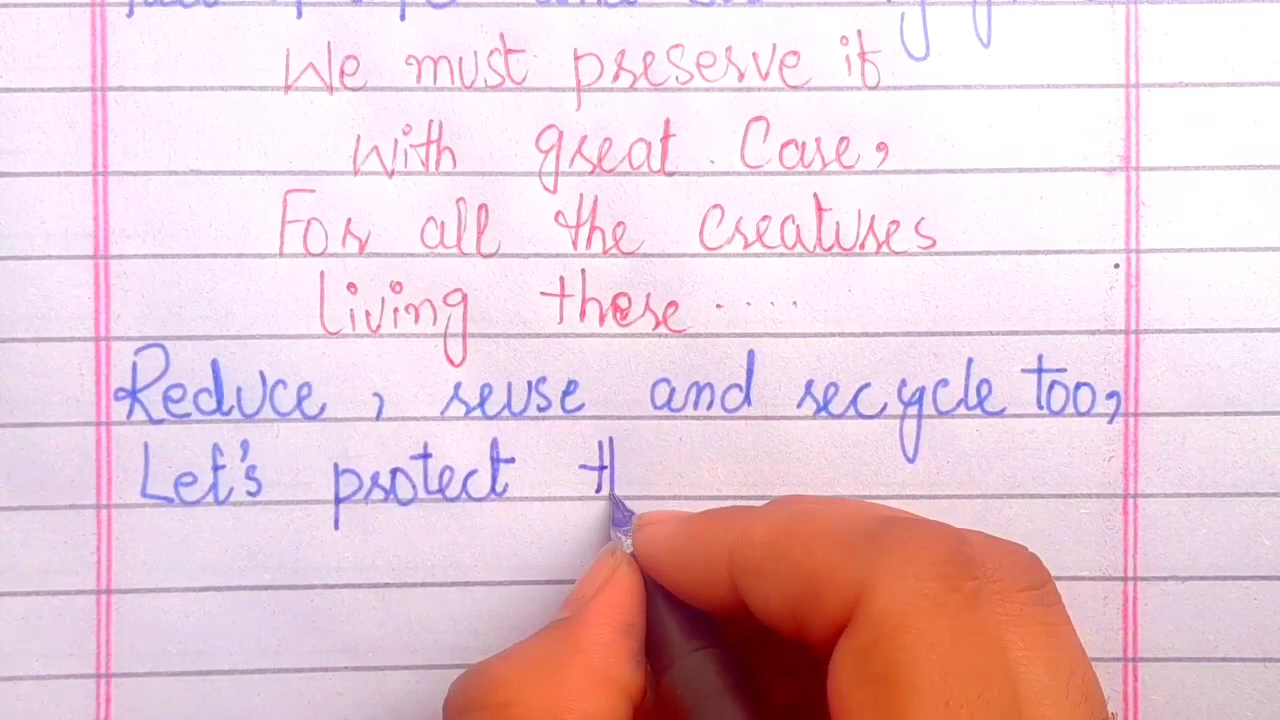 We must preserve it
with great Care,
For all the creatures
living there.....
Reduce, reuse and recycle too,
Let's protect th